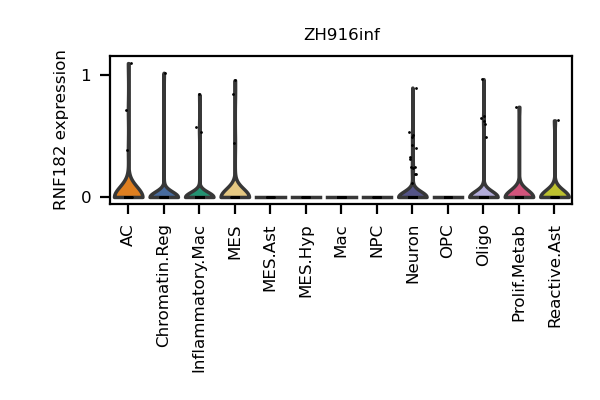 ZH916inf
RNF182 expression
1
0
AC
Chromatin.Reg
Inflammatory.Mac
MES
MES.Ast
MES.Hyp
Mac
NPC
Neuron
OPC
Oligo
Prolif.Metab
Reactive.Ast